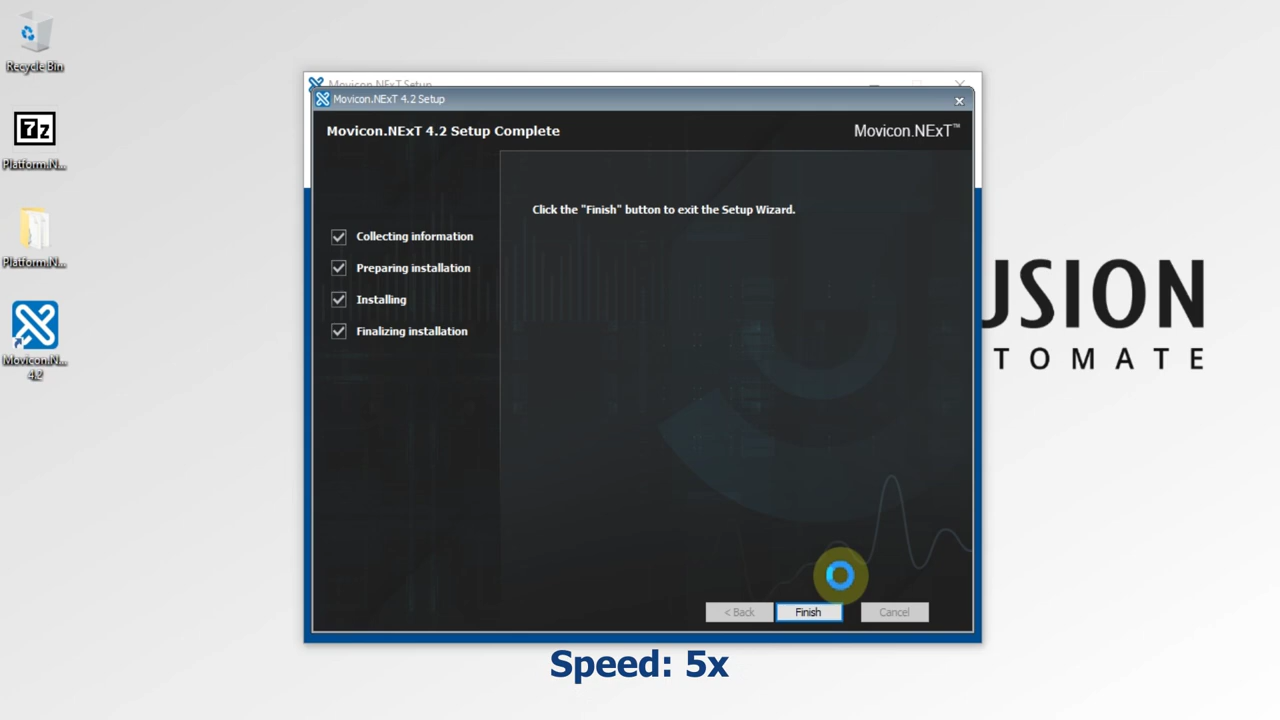 Recycle Bin
7z
Platform.N...
Platform.N...
Movicon.N...
4.2
Movicon.NExT Setup
Movicon.NExT 4.2 Setup
Movicon.NExT 4.2 Setup Complete
Movicon.NExT™
Click the "Finish" button to exit the Setup Wizard.
Collecting information
Preparing installation
Installing
Finalizing installation
< Back
Finish
Cancel
USION
TOMATE
Speed: 5x